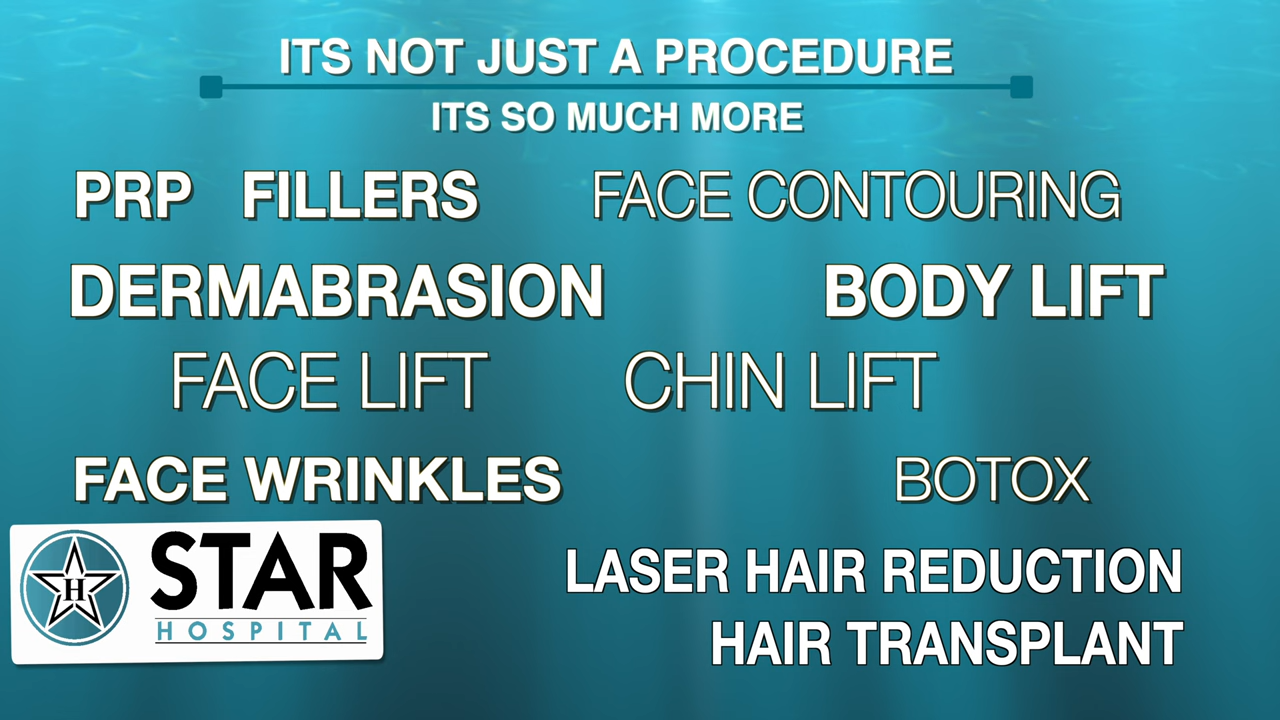 ITS NOT JUST A PROCEDURE
ITS SO MUCH MORE
PRP FILLERS FACE CONTOURING
DERMABRASION BODY LIFT
FACE LIFT CHIN LIFT
FACE WRINKLES BOTOX
LASER HAIR REDUCTION
HAIR TRANSPLANT
H
STAR
HOSPITAL